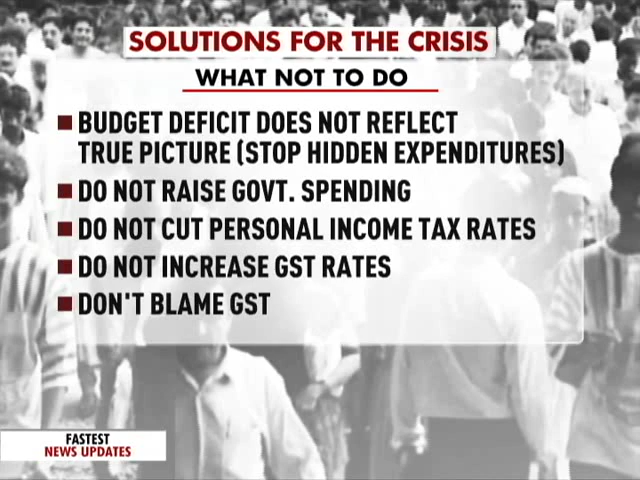 SOLUTIONS FOR THE CRISIS
WHAT NOT TO DO
BUDGET DEFICIT DOES NOT REFLECT
TRUE PICTURE (STOP HIDDEN EXPENDITURES)
DO NOT RAISE GOVT. SPENDING
DO NOT CUT PERSONAL INCOME TAX RATES
DO NOT INCREASE GST RATES
DON'T BLAME GST
FASTEST
NEWS UPDATES